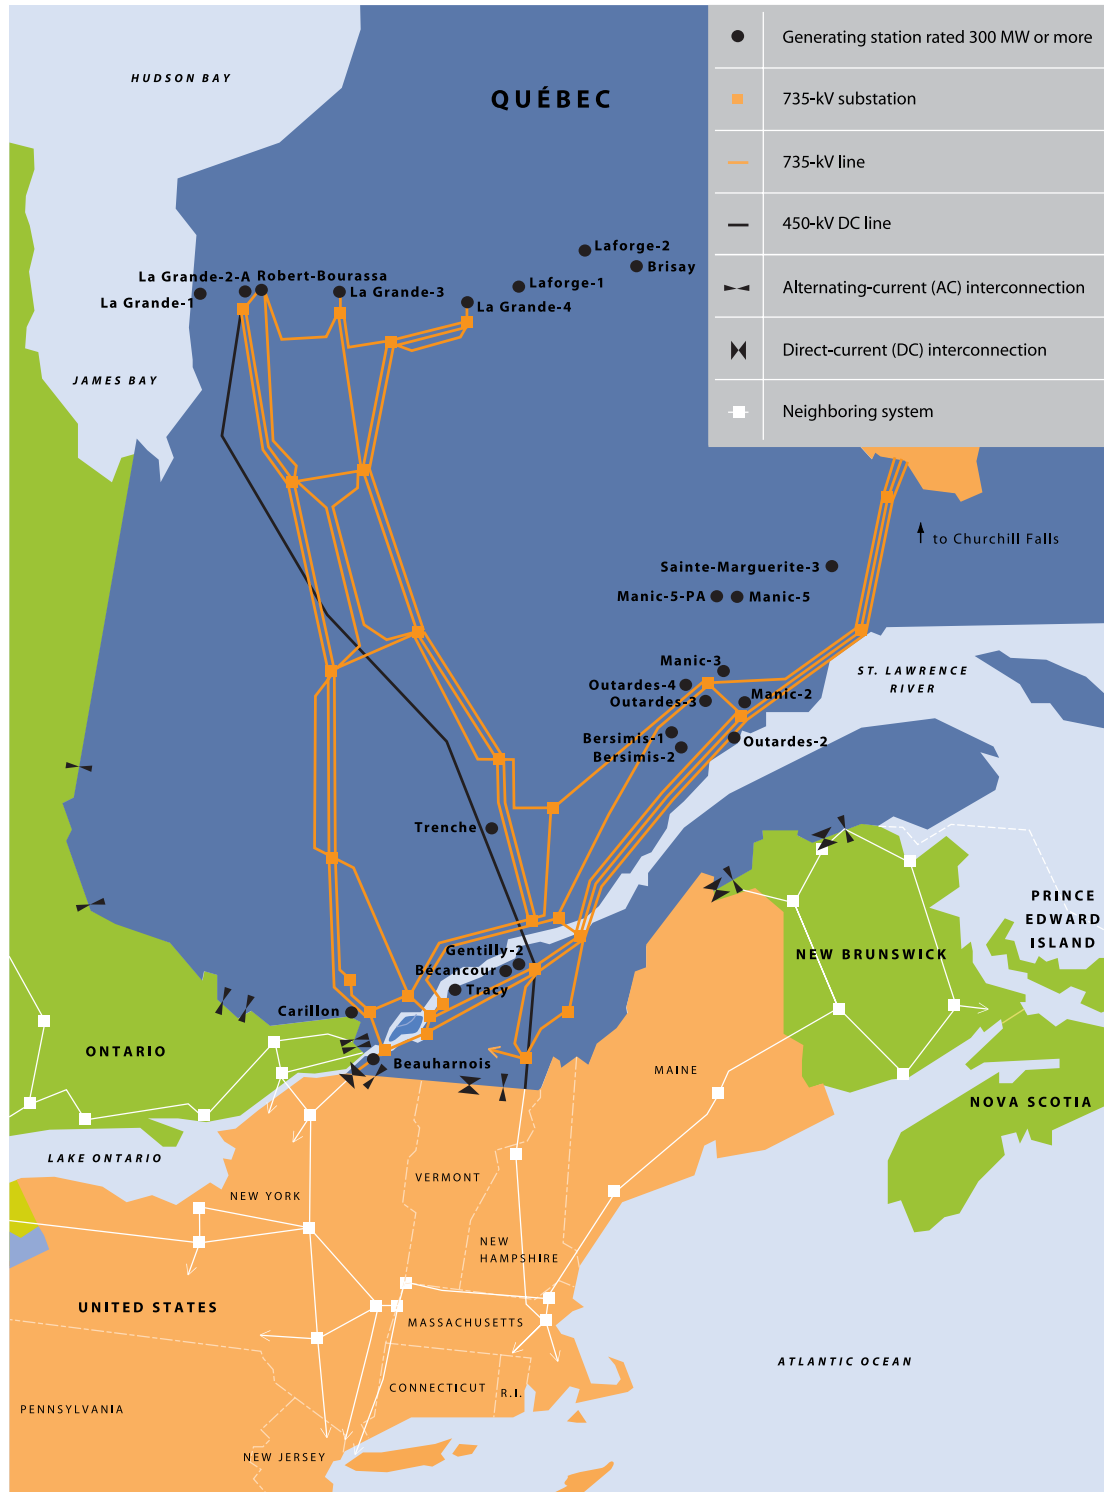 HUDSON BAY
QUÉBEC
Generating station rated 300 MW or more
735-kV substation
735-kV line
450-kV DC line
Alternating-current (AC) interconnection
Direct-current (DC) interconnection
Neighboring system
Laforge-2
Brisay
La Grande-2-A
Robert-Bourassa
Laforge-1
La Grande-1
La Grande-3
La Grande-4
JAMES BAY
to Churchill Falls
Sainte-Marguerite-3
Manic-5-PA
Manic-5
Manic-3
ST. LAWRENCE
RIVER
Outardes-4
Manic-2
Outardes-3
Bersimis-1
Outardes-2
Bersimis-2
Trenche
PRINCE
EDWARD
ISLAND
NEW BRUNSWICK
Gentilly-2
Bécancour
Tracy
Carillon
ONTARIO
Beauharnois
MAINE
NOVA SCOTIA
LAKE ONTARIO
VERMONT
NEW YORK
NEW
HAMPSHIRE
UNITED STATES
MASSACHUSETTS
ATLANTIC OCEAN
CONNECTICUT
R.I.
PENNSYLVANIA
NEW JERSEY